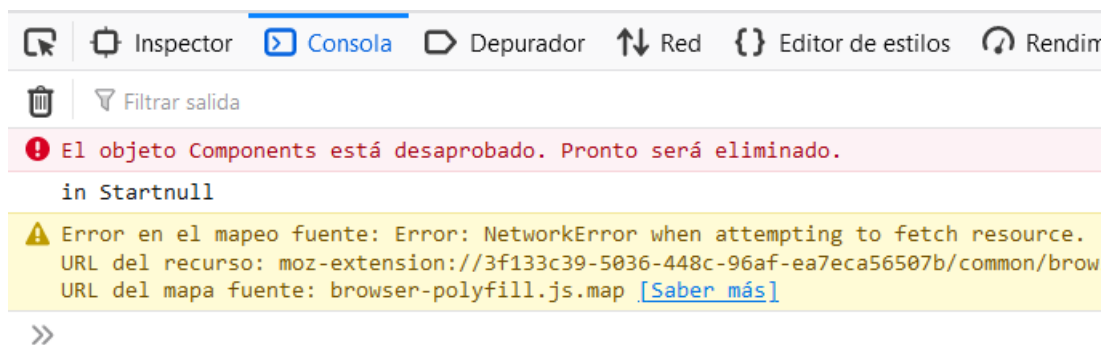 Inspector Consola Depurador Red Editor de estilos
Filtrar salida
El objeto Components está desaprobado. Pronto será eliminado.
in Startnull
Error en el mapeo fuente: Error: NetworkError when attempting to fetch resource.
URL del recurso: moz-extension://3f133c39-5036-448c-96af-ea7eca56507b/common/brow
URL del mapa fuente: browser-polyfill.js.map [Saber más]